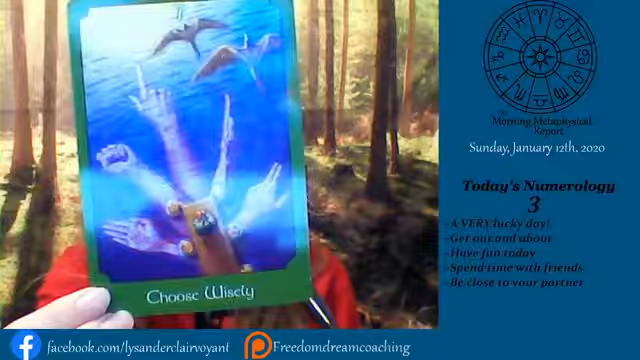 Choose Wisely
The
Morning Metaphysical
Report
Sunday, January 12th, 2020
Today's Numerology
3
-A VERY lucky day!
-Get out and about
-Have fun today
-Spend time with friends
-Be close to your partner
facebook.com/lysanderclairvoyant
Freedomdreamcoaching